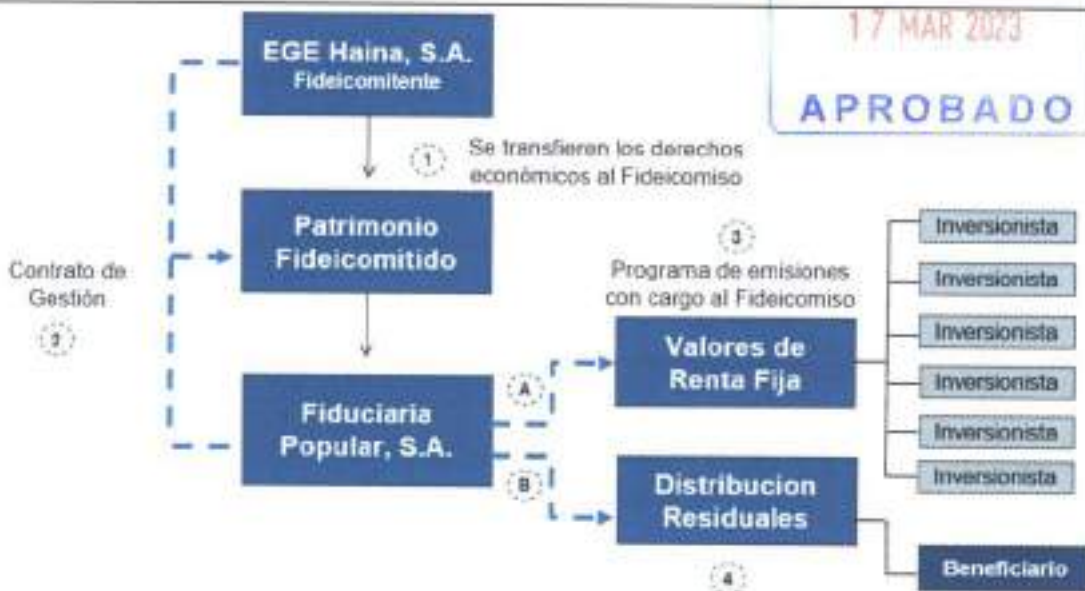 17 MAR 2023
APROBADO
EGE Haina, S.A.
Fideicomitente
1
Se transfieren los derechos
económicos al Fideicomiso
Patrimonio
Fideicomitido
Contrato de
Gestión
2
3
Programa de emisiones
con cargo al Fideicomiso
Valores de
Renta Fija
Inversionista
Inversionista
Inversionista
Inversionista
Inversionista
Inversionista
Fiduciaria
Popular, S.A.
A
B
Distribucion
Residuales
4
Beneficiario